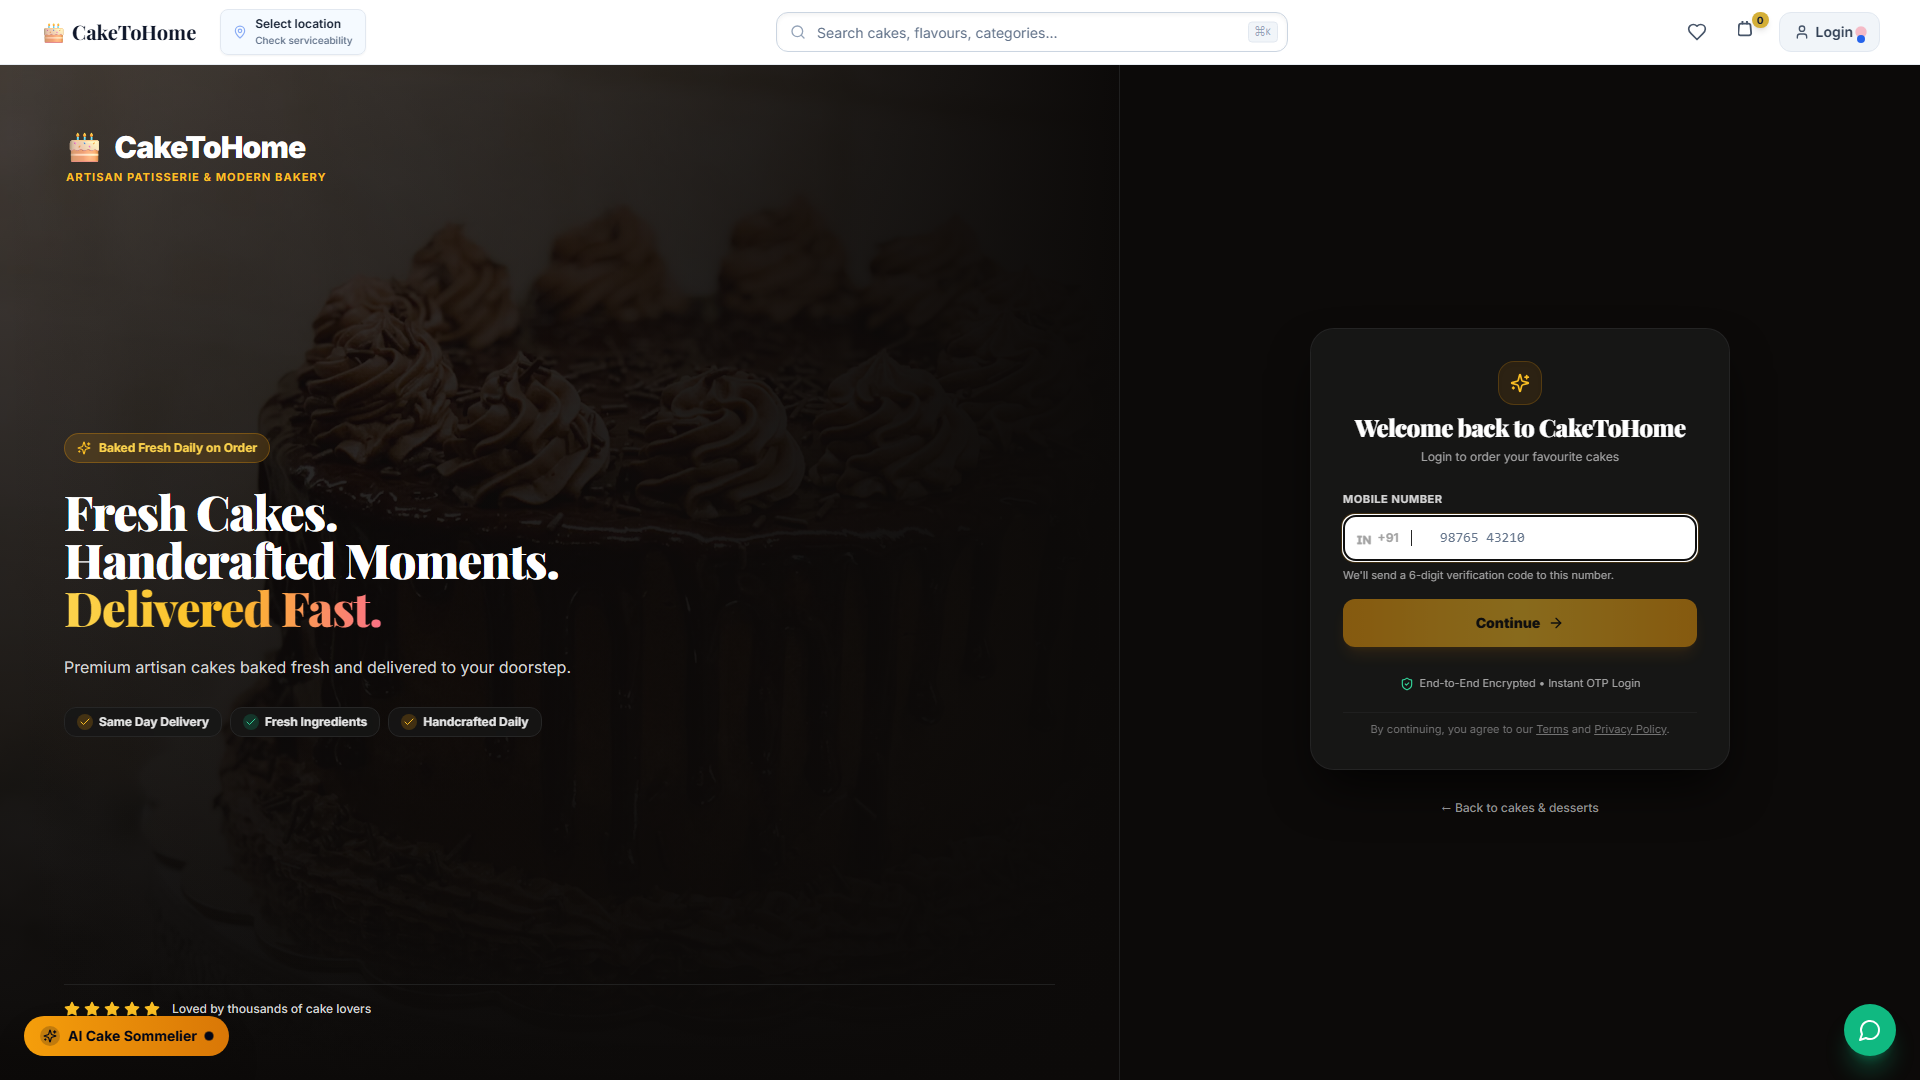 CakeToHome
Select location
Check serviceability
Search cakes, flavours, categories...
⌘K
0
Login
CakeToHome
ARTISAN PATISSERIE & MODERN BAKERY
Baked Fresh Daily on Order
Fresh Cakes.
Handcrafted Moments.
Delivered Fast.
Premium artisan cakes baked fresh and delivered to your doorstep.
Same Day Delivery
Fresh Ingredients
Handcrafted Daily
Loved by thousands of cake lovers
AI Cake Sommelier
Welcome back to CakeToHome
Login to order your favourite cakes
MOBILE NUMBER
IN +91 98765 43210
We'll send a 6-digit verification code to this number.
Continue →
End-to-End Encrypted • Instant OTP Login
By continuing, you agree to our Terms and Privacy Policy.
← Back to cakes & desserts